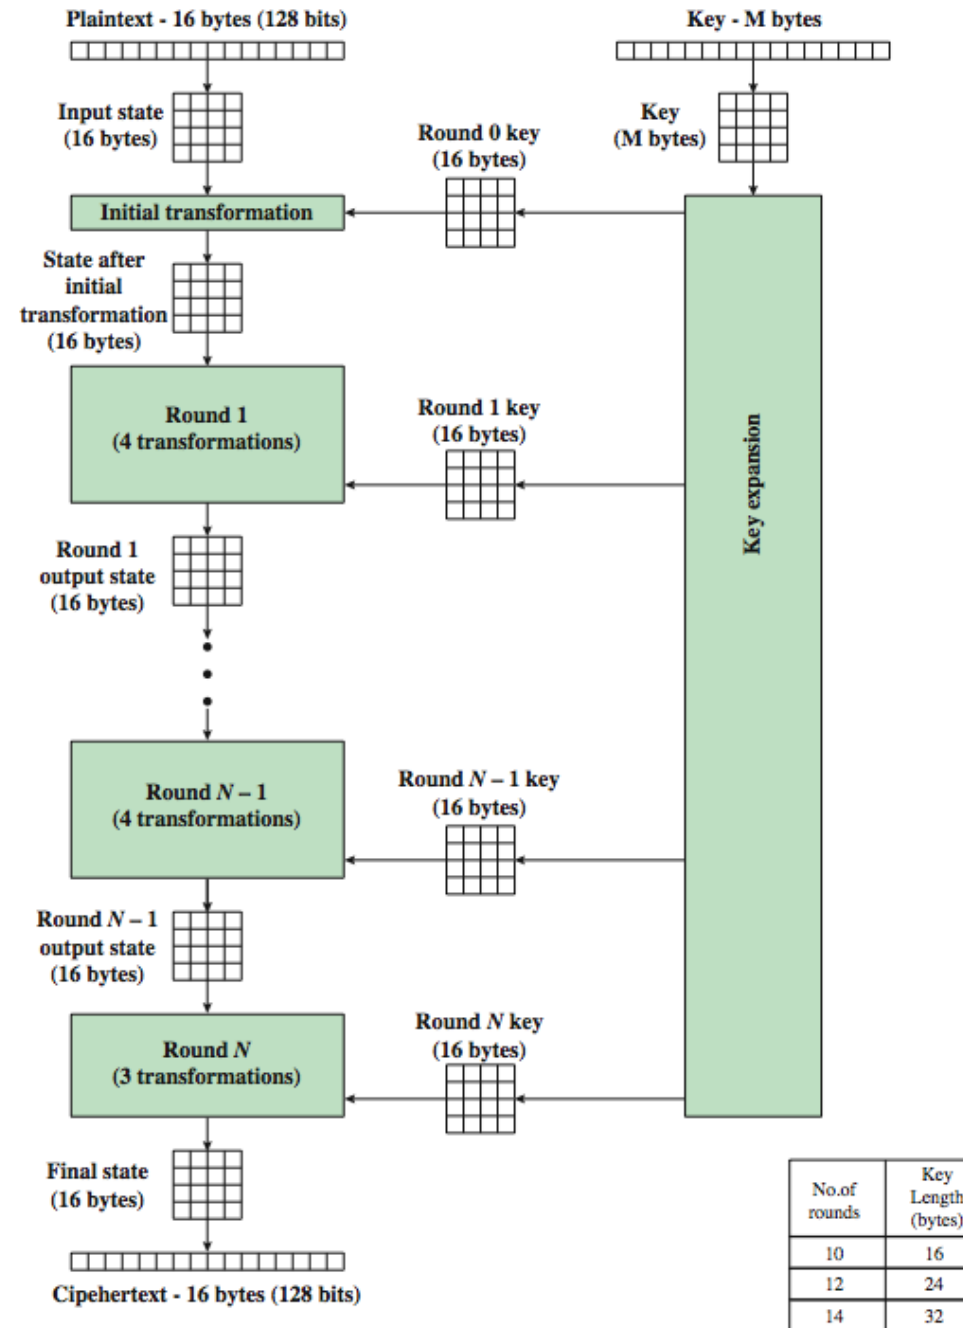 Plaintext - 16 bytes (128 bits)
Key - M bytes
Input state
(16 bytes)
Key
(M bytes)
Round 0 key
(16 bytes)
Initial transformation
State after
initial
transformation
(16 bytes)
Round 1
(4 transformations)
Round 1 key
(16 bytes)
Key expansion
Round 1
output state
(16 bytes)
Round N – 1
(4 transformations)
Round N – 1 key
(16 bytes)
Round N – 1
output state
(16 bytes)
Round N
(3 transformations)
Round N key
(16 bytes)
Final state
(16 bytes)
Cipehertext - 16 bytes (128 bits)
No.of
rounds
Key
Length
(bytes)
10 16
12 24
14 32